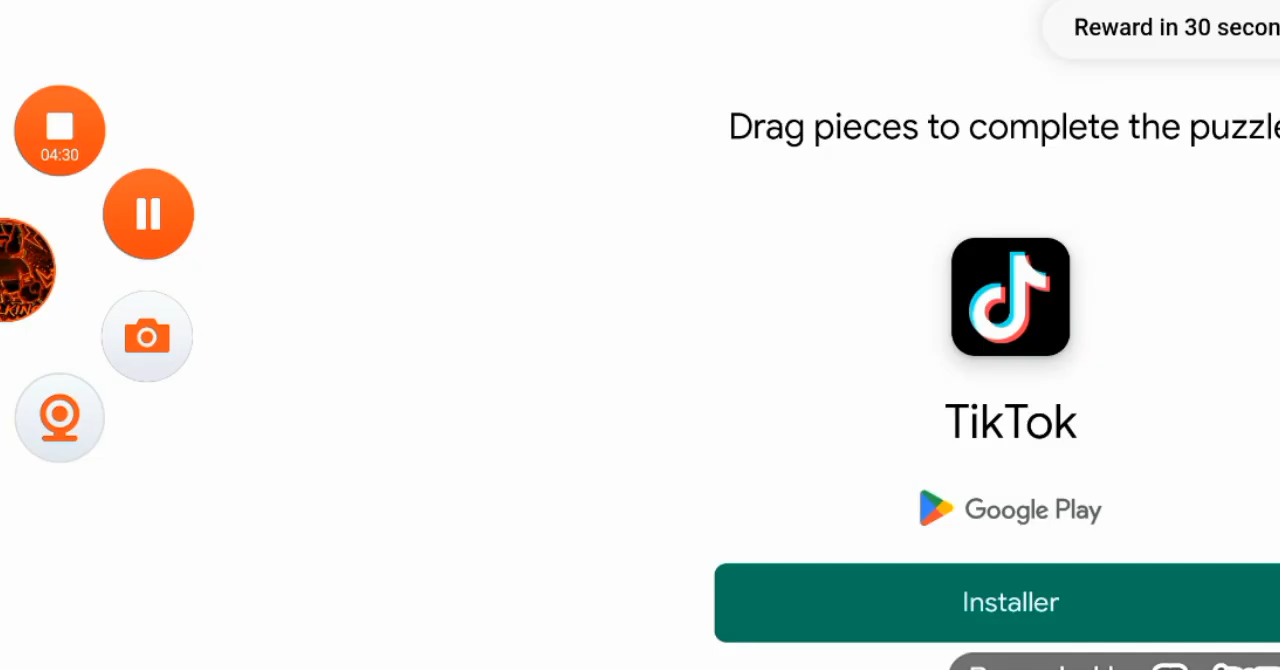 Reward in 30 secon
Drag pieces to complete the puzzle
04:30
TikTok
Google Play
Installer